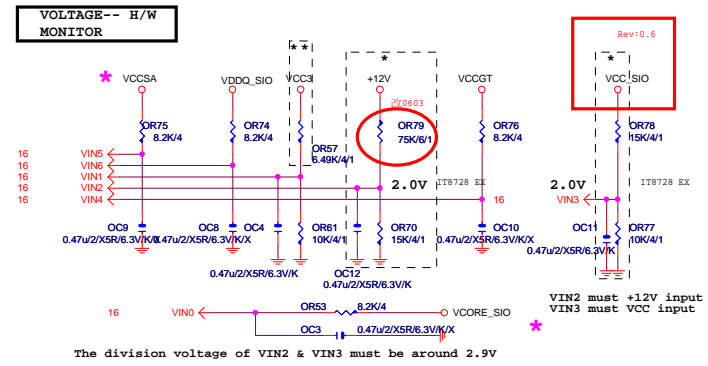 VOLTAGE-- H/W
MONITOR
Rev:0.6
* *
*
*
*
VCCSA
VDDQ_SIO
VCC3
+12V
VCCGT
VCC_SIO
改0603
OR75
8.2K/4
OR74
8.2K/4
OR57
6.49K/4/1
OR79
75K/6/1
OR76
8.2K/4
OR78
15K/4/1
16 VIN5
16 VIN6
16 VIN1
16 VIN2
16 VIN4
2.0V
IT8728 EX
16
2.0V
IT8728 EX
VIN3
OC9
0.47u/2/X5R/6.3V/K/X
OC8
0.47u/2/X5R/6.3V/K/X
OC4
0.47u/2/X5R/6.3V/K
OR61
10K/4/1
OC12
0.47u/2/X5R/6.3V/K
OR70
15K/4/1
OC10
0.47u/2/X5R/6.3V/K/X
OC11
0.47u/2/X5R/6.3V/K
OR77
10K/4/1
VIN2 must +12V input
VIN3 must VCC input
16 VIN0
OR53
8.2K/4
VCORE_SIO
OC3
0.47u/2/X5R/6.3V/K/X
*
The division voltage of VIN2 & VIN3 must be around 2.9V